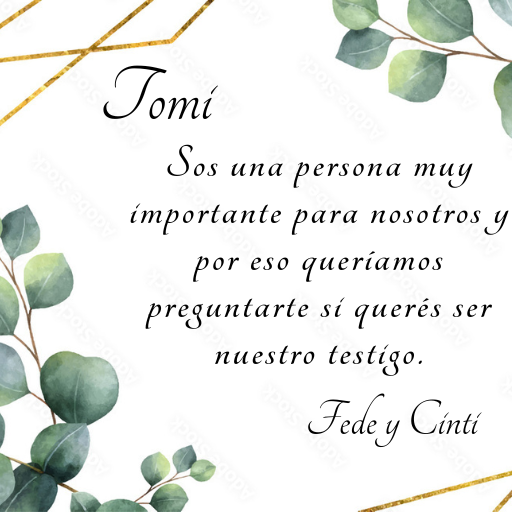 Tomi
Sos una persona muy
importante para nosotros y
por eso queríamos
preguntarte si querés ser
nuestro testigo.
Fede y Cinti